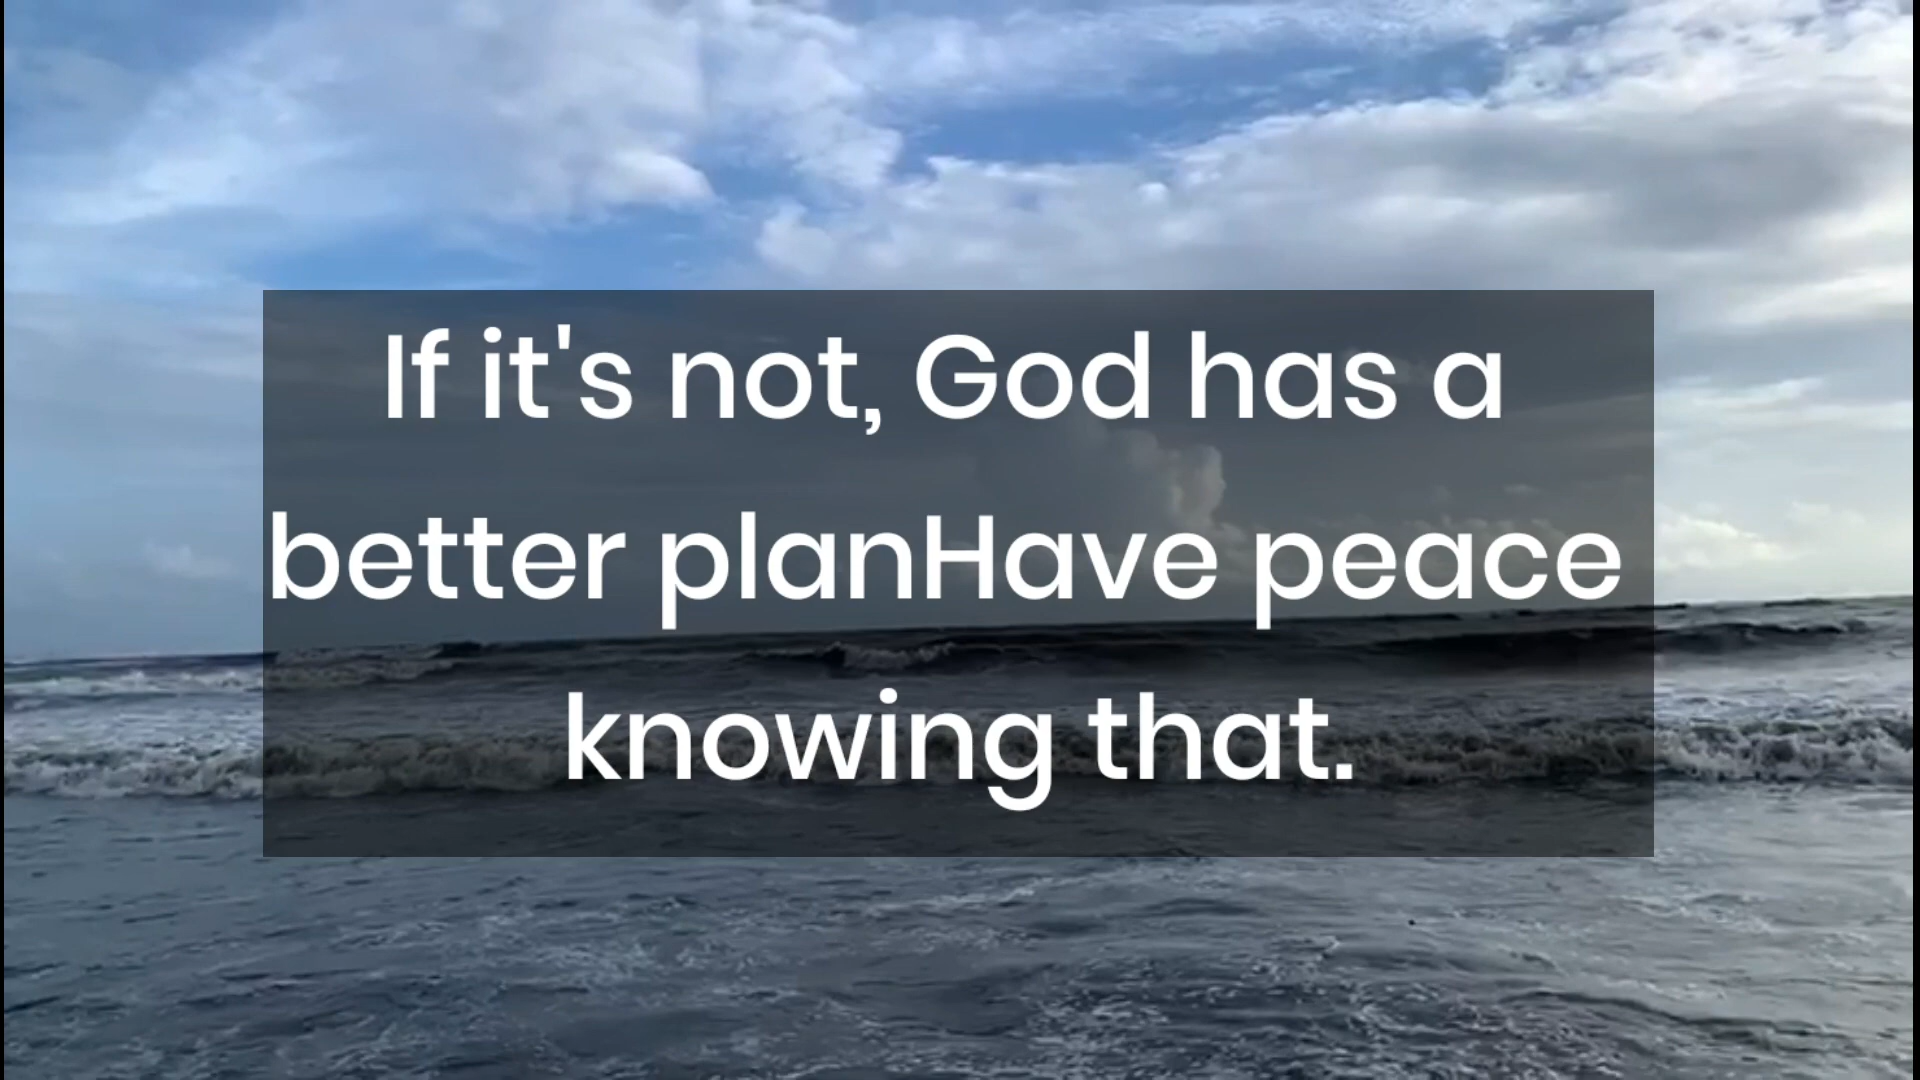 If it's not, God has a
better planHave peace
knowing that.